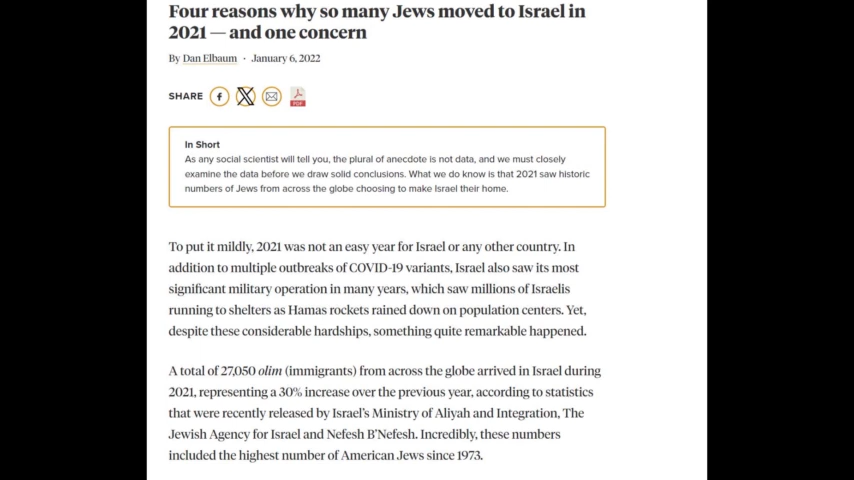 Four reasons why so many Jews moved to Israel in
2021 — and one concern
By Dan Elbaum · January 6, 2022
SHARE
PDF
In Short
As any social scientist will tell you, the plural of anecdote is not data, and we must closely
examine the data before we draw solid conclusions. What we do know is that 2021 saw historic
numbers of Jews from across the globe choosing to make Israel their home.
To put it mildly, 2021 was not an easy year for Israel or any other country. In
addition to multiple outbreaks of COVID-19 variants, Israel also saw its most
significant military operation in many years, which saw millions of Israelis
running to shelters as Hamas rockets rained down on population centers. Yet,
despite these considerable hardships, something quite remarkable happened.
A total of 27,050 olim (immigrants) from across the globe arrived in Israel during
2021, representing a 30% increase over the previous year, according to statistics
that were recently released by Israel's Ministry of Aliyah and Integration, The
Jewish Agency for Israel and Nefesh B'Nefesh. Incredibly, these numbers
included the highest number of American Jews since 1973.